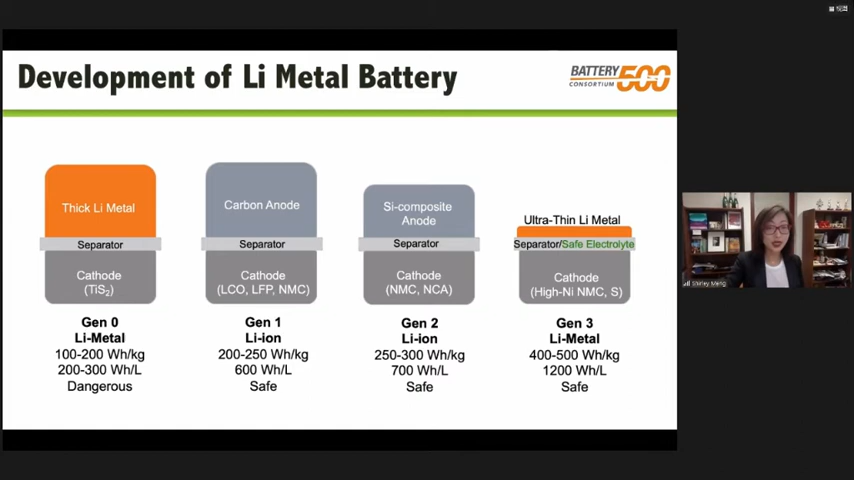 Development of Li Metal Battery
BATTERY
CONSORTIUM
500
Thick Li Metal
Separator
Cathode
(TiS₂)
Gen 0
Li-Metal
100-200 Wh/kg
200-300 Wh/L
Dangerous
Carbon Anode
Separator
Cathode
(LCO, LFP, NMC)
Gen 1
Li-ion
200-250 Wh/kg
600 Wh/L
Safe
Si-composite
Anode
Separator
Cathode
(NMC, NCA)
Gen 2
Li-ion
250-300 Wh/kg
700 Wh/L
Safe
Ultra-Thin Li Metal
Separator/Safe Electrolyte
Cathode
(High-Ni NMC, S)
Gen 3
Li-Metal
400-500 Wh/kg
1200 Wh/L
Safe
Shirley Meng